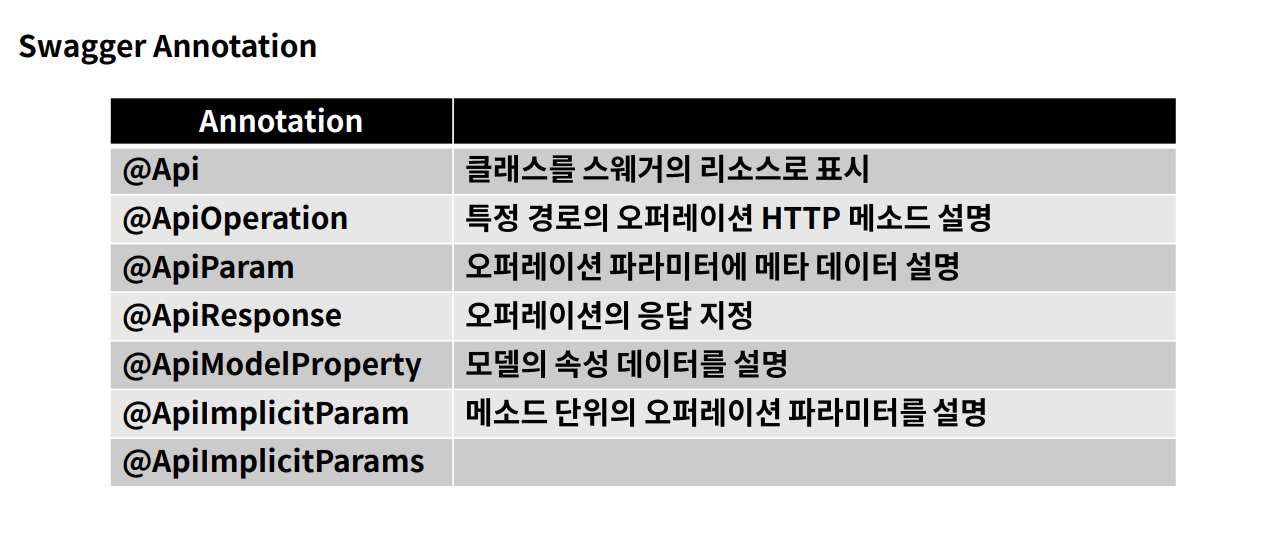 Swagger Annotation
Annotation
@Api 클래스를 스웨거의 리소스로 표시
@ApiOperation 특정 경로의 오퍼레이션 HTTP 메소드 설명
@ApiParam 오퍼레이션 파라미터에 메타 데이터 설명
@ApiResponse 오퍼레이션의 응답 지정
@ApiModelProperty 모델의 속성 데이터를 설명
@ApiImplicitParam 메소드 단위의 오퍼레이션 파라미터를 설명
@ApiImplicitParams